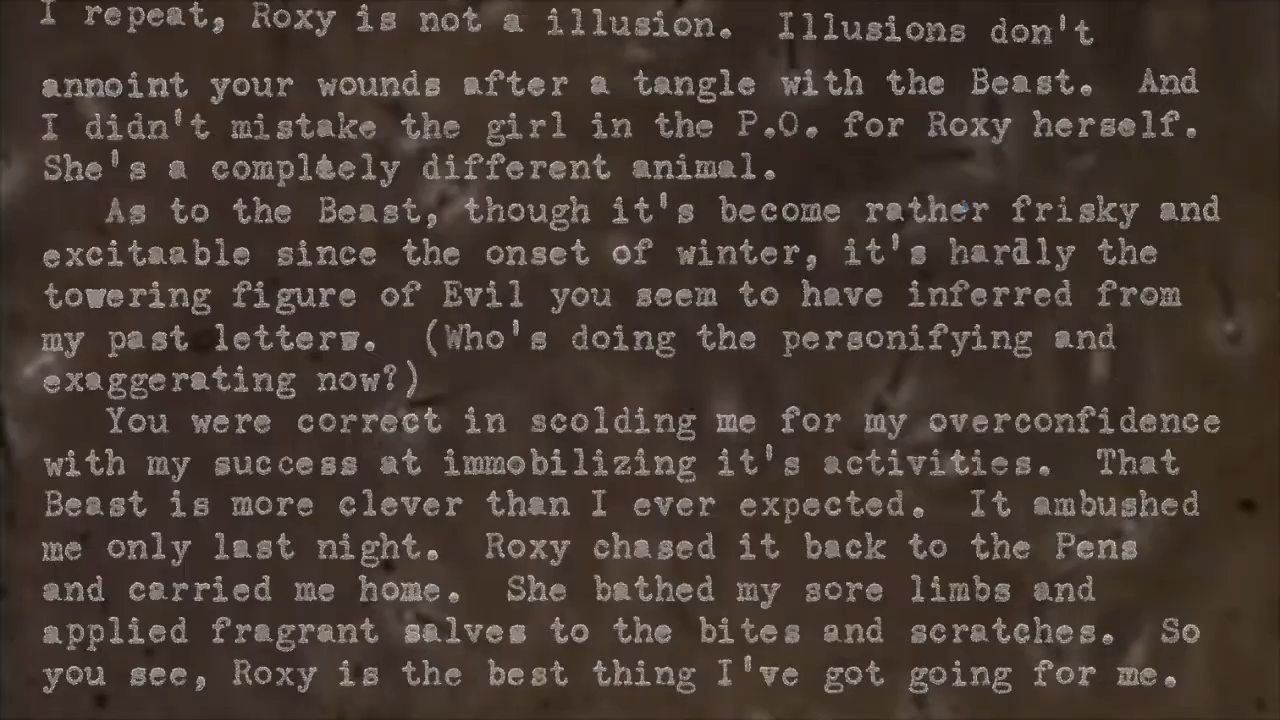 I repeat, Roxy is not a illusion.  Illusions don't
annoint your wounds after a tangle with the Beast.  And
I didn't mistake the girl in the P.O. for Roxy herself.
She's a compltely different animal.
As to the Beast, though it's become rather frisky and
excitaable since the onset of winter, it's hardly the
towering figure of Evil you seem to have inferred from
my past letters.  (Who's doing the personifying and
exaggerating now?)
You were correct in scolding me for my overconfidence
with my success at immobilizing it's activities.  That
Beast is more clever than I ever expected.  It ambushed
me only last night.  Roxy chased it back to the Pens
and carried me home.  She bathed my sore limbs and
applied fragrant salves to the bites and scratches.  So
you see, Roxy is the best thing I've got going for me.